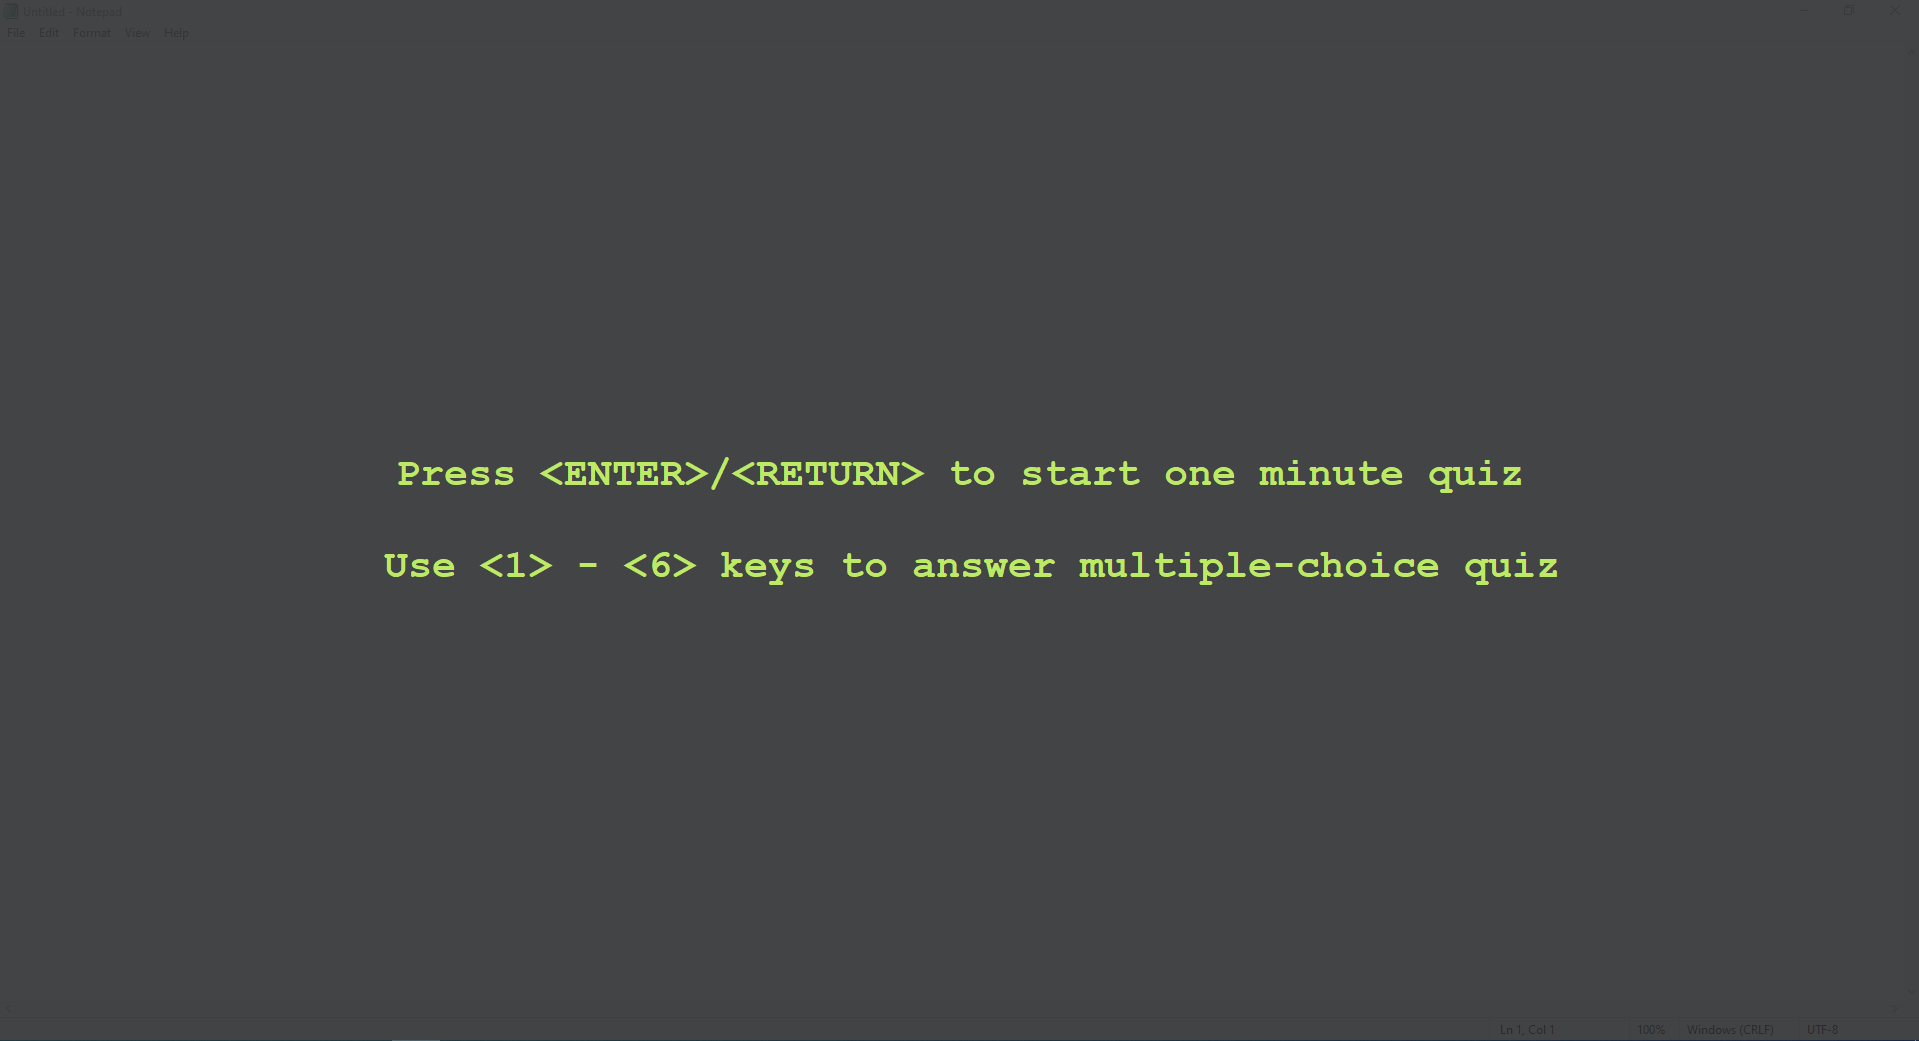 Untitled - Notepad
File Edit Format View Help
Press <ENTER>/<RETURN> to start one minute quiz
Use <1> - <6> keys to answer multiple-choice quiz
Ln 1, Col 1 100% Windows (CRLF) UTF-8